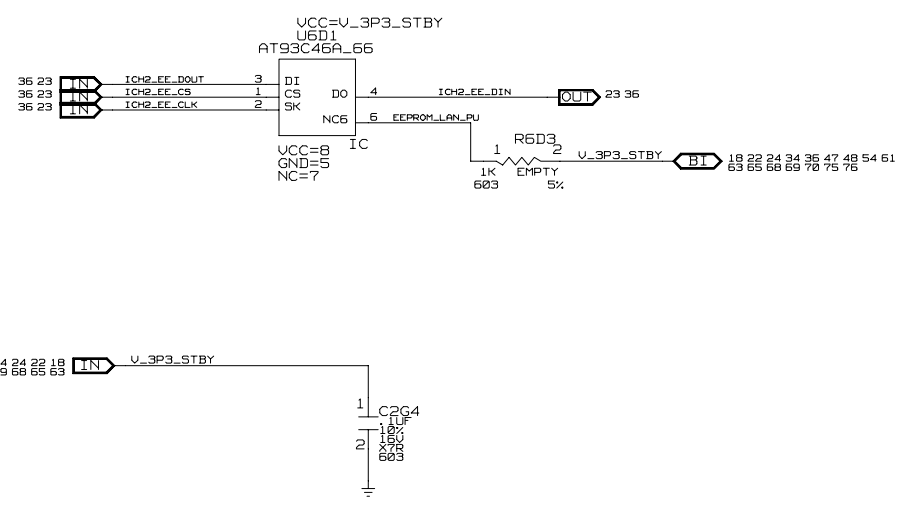 VCC=V_3P3_STBY
U6D1
AT93C46A_66
36 23 IN ICH2_EE_DOUT 3 DI
36 23 IN ICH2_EE_CS 1 CS
36 23 IN ICH2_EE_CLK 2 SK
DO 4 ICH2_EE_DIN OUT 23 36
NC6 6 EEPROM_LAN_PU
IC
VCC=8
GND=5
NC=7
R6D3
1 2 V_3P3_STBY BI 18 22 24 34 36 47 48 54 61
63 65 68 69 70 75 76
1K EMPTY
603 5%
4 24 22 18 IN V_3P3_STBY
9 68 65 63
1
C2G4
.1UF
10%
16V
X7R
603
2